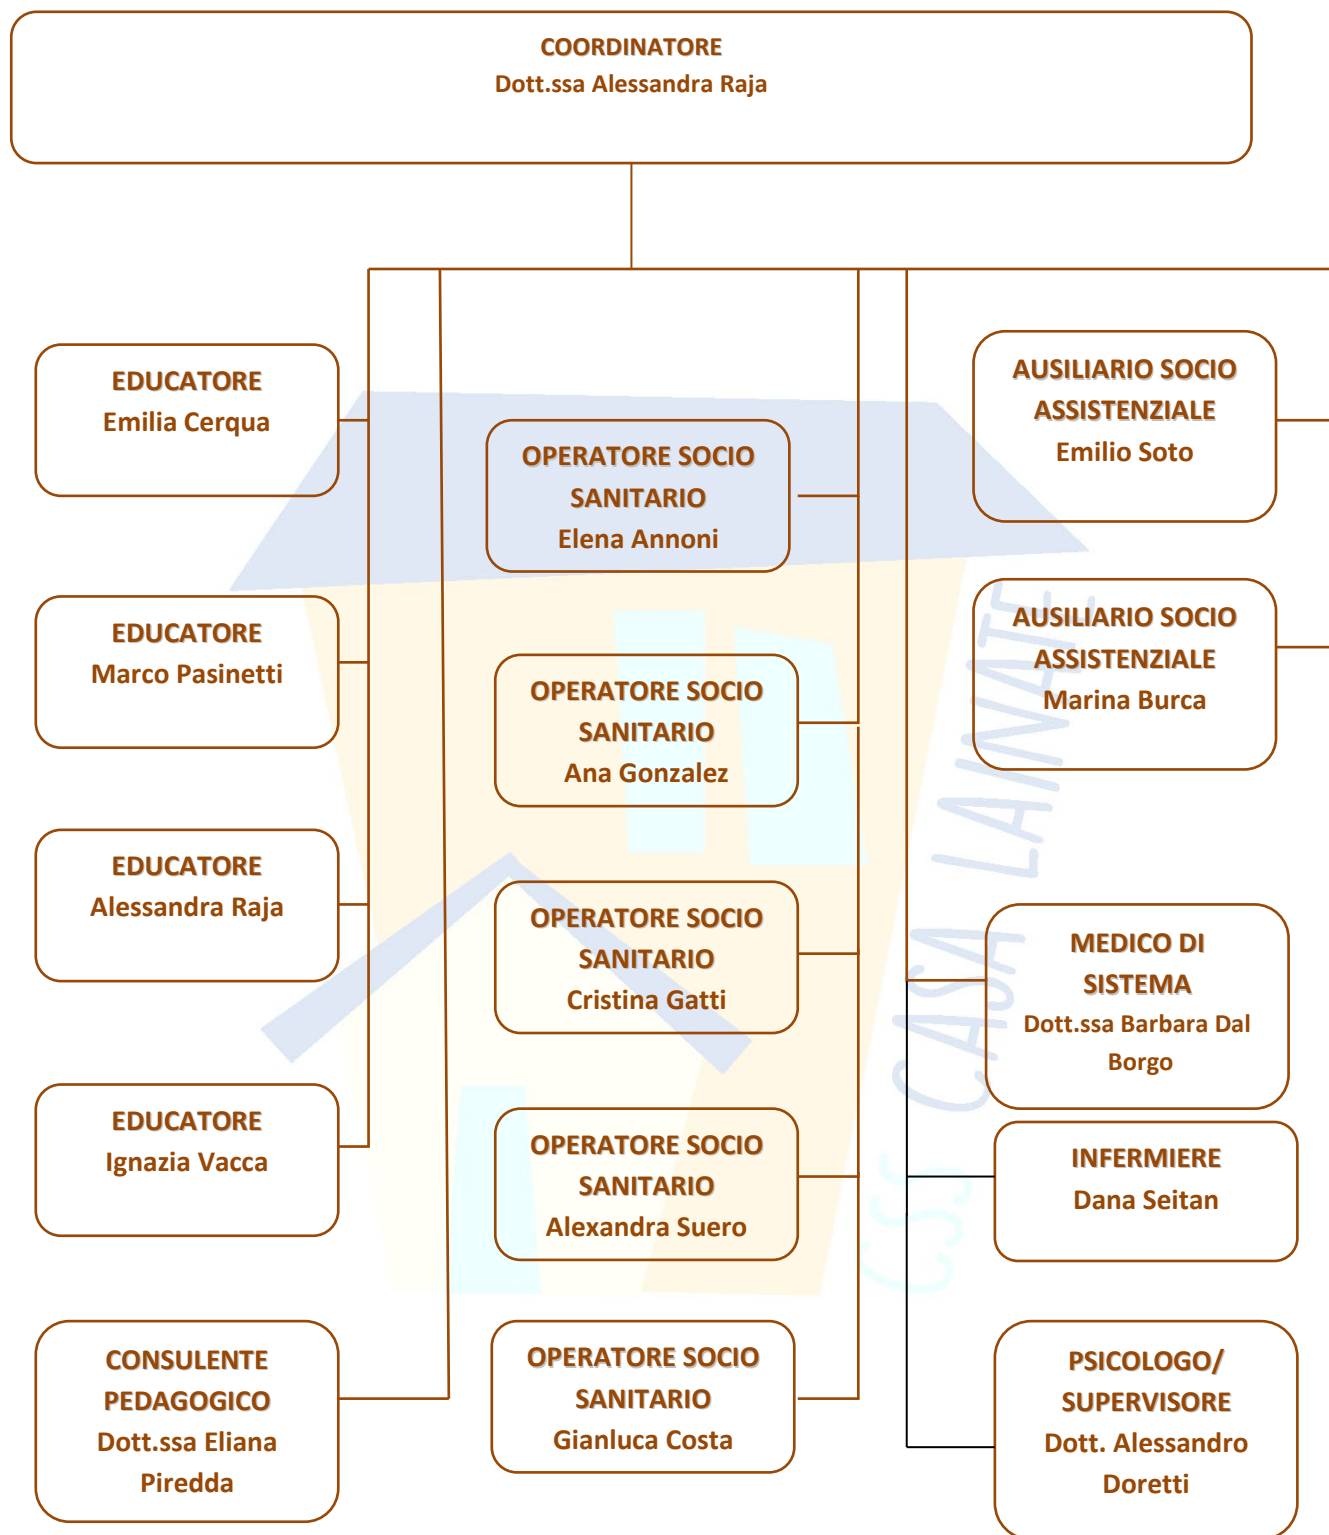 COORDINATORE
Dott.ssa Alessandra Raja
EDUCATORE
Emilia Cerqua
EDUCATORE
Marco Pasinetti
EDUCATORE
Alessandra Raja
EDUCATORE
Ignazia Vacca
CONSULENTE
PEDAGOGICO
Dott.ssa Eliana
Piredda
OPERATORE SOCIO
SANITARIO
Elena Annoni
OPERATORE SOCIO
SANITARIO
Ana Gonzalez
OPERATORE SOCIO
SANITARIO
Cristina Gatti
OPERATORE SOCIO
SANITARIO
Alexandra Suero
OPERATORE SOCIO
SANITARIO
Gianluca Costa
AUSILIARIO SOCIO
ASSISTENZIALE
Emilio Soto
AUSILIARIO SOCIO
ASSISTENZIALE
Marina Burca
MEDICO DI
SISTEMA
Dott.ssa Barbara Dal
Borgo
INFERMIERE
Dana Seitan
PSICOLOGO/
SUPERVISORE
Dott. Alessandro
Doretti
CSS CASA LAINATE